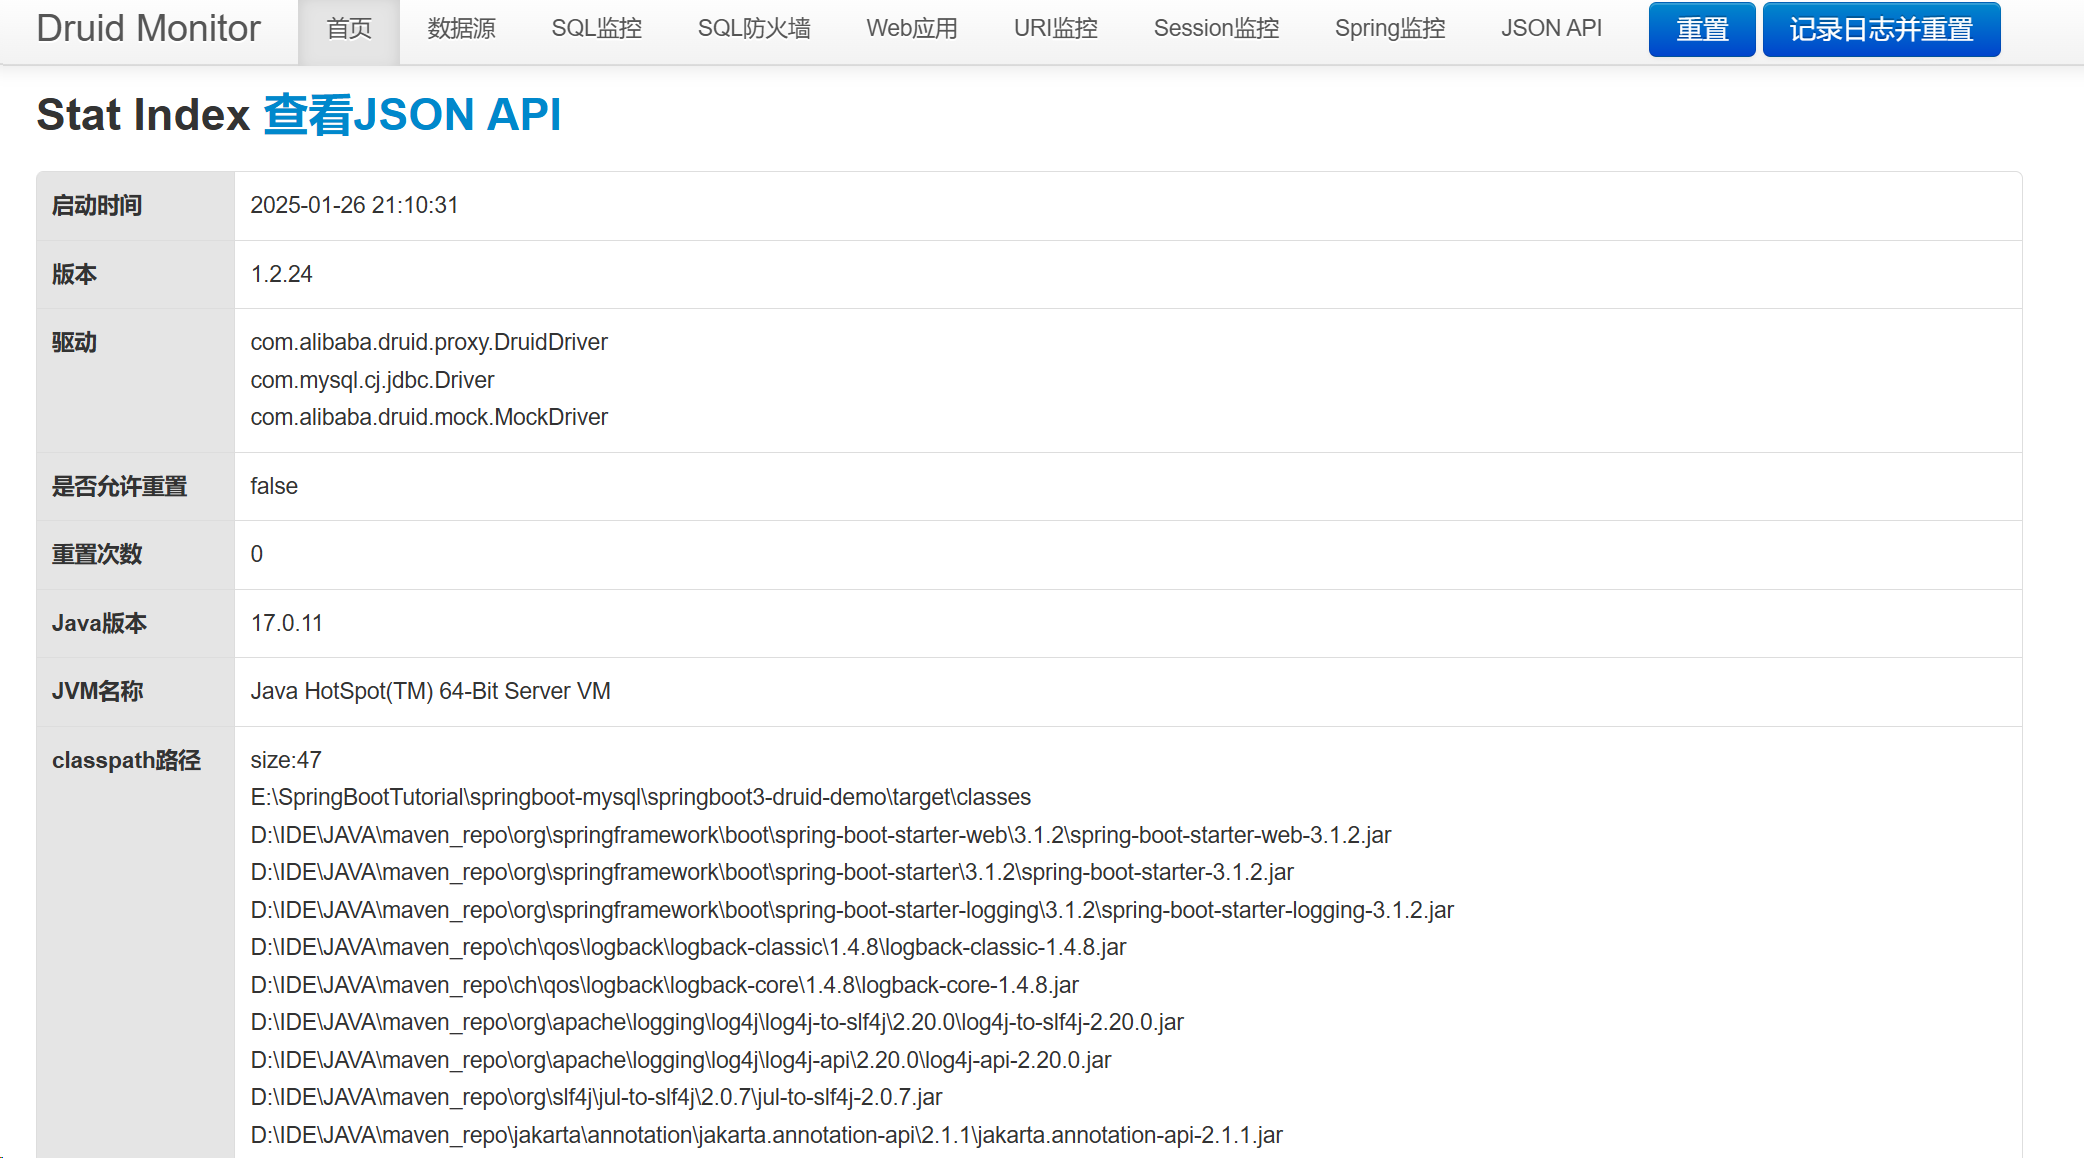 Druid Monitor 首页 数据源 SQL监控 SQL防火墙 Web应用 URI监控 Session监控 Spring监控 JSON API 重置 记录日志并重置
Stat Index 查看JSON API
启动时间 2025-01-26 21:10:31
版本 1.2.24
驱动 com.alibaba.druid.proxy.DruidDriver
com.mysql.cj.jdbc.Driver
com.alibaba.druid.mock.MockDriver
是否允许重置 false
重置次数 0
Java版本 17.0.11
JVM名称 Java HotSpot(TM) 64-Bit Server VM
classpath路径 size:47
E:\SpringBootTutorial\springboot-mysql\springboot3-druid-demo\target\classes
D:\IDE\JAVA\maven_repo\org\springframework\boot\spring-boot-starter-web\3.1.2\spring-boot-starter-web-3.1.2.jar
D:\IDE\JAVA\maven_repo\org\springframework\boot\spring-boot-starter\3.1.2\spring-boot-starter-3.1.2.jar
D:\IDE\JAVA\maven_repo\org\springframework\boot\spring-boot-starter-logging\3.1.2\spring-boot-starter-logging-3.1.2.jar
D:\IDE\JAVA\maven_repo\ch\qos\logback\logback-classic\1.4.8\logback-classic-1.4.8.jar
D:\IDE\JAVA\maven_repo\ch\qos\logback\logback-core\1.4.8\logback-core-1.4.8.jar
D:\IDE\JAVA\maven_repo\org\apache\logging\log4j\log4j-to-slf4j\2.20.0\log4j-to-slf4j-2.20.0.jar
D:\IDE\JAVA\maven_repo\org\apache\logging\log4j\log4j-api\2.20.0\log4j-api-2.20.0.jar
D:\IDE\JAVA\maven_repo\org\slf4j\jul-to-slf4j\2.0.7\jul-to-slf4j-2.0.7.jar
D:\IDE\JAVA\maven_repo\jakarta\annotation\jakarta.annotation-api\2.1.1\jakarta.annotation-api-2.1.1.jar